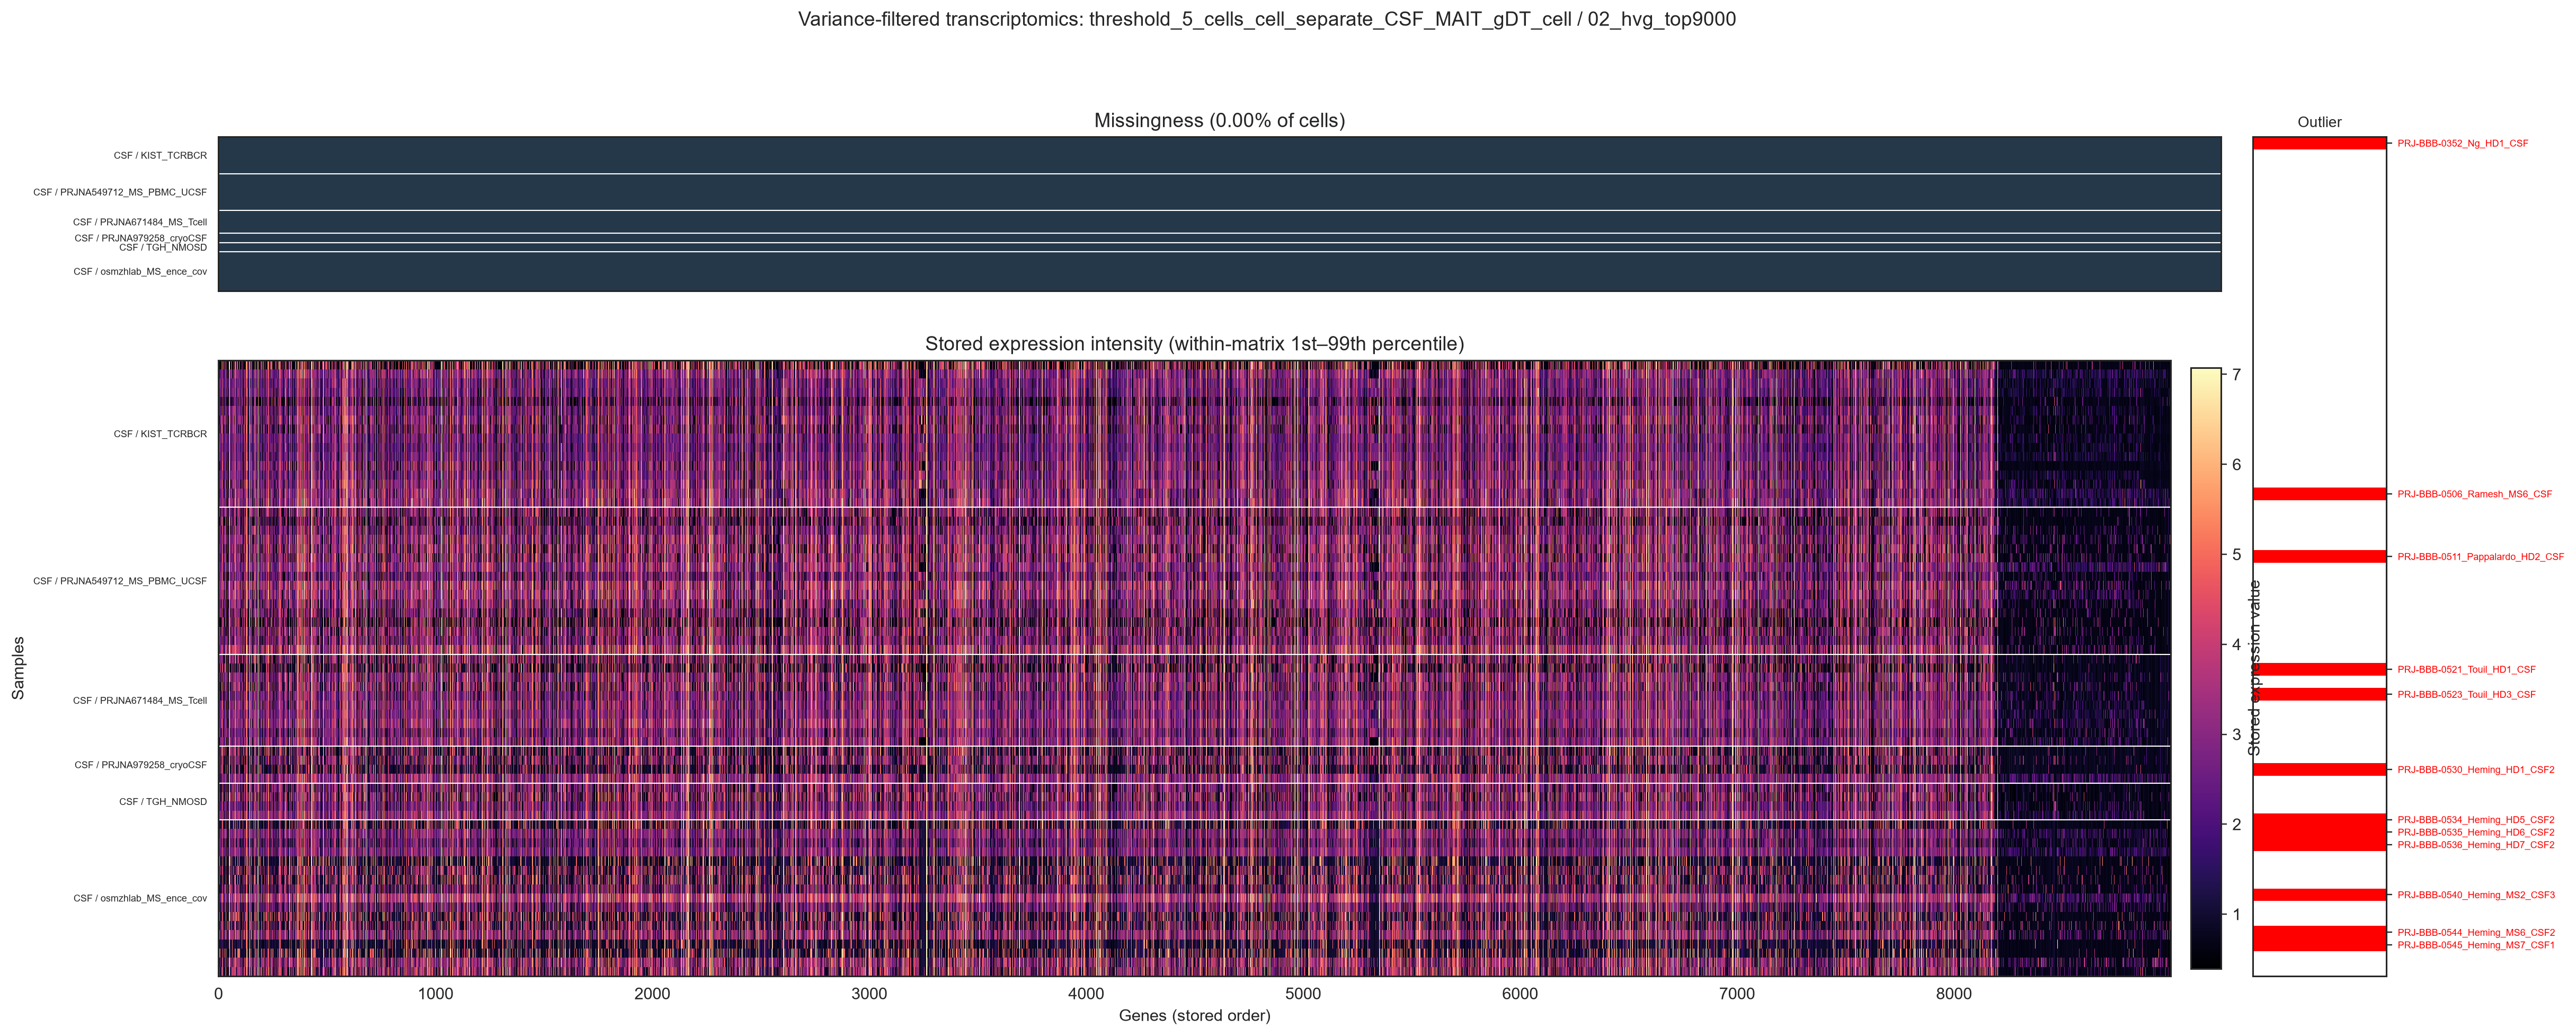 Variance-filtered transcriptomics: threshold_5_cells_cell_separate_CSF_MAIT_gDT_cell / 02_hvg_top9000
Missingness (0.00% of cells)
CSF / KIST_TCRBCR
CSF / PRJNA549712_MS_PBMC_UCSF
CSF / PRJNA671484_MS_Tcell
CSF / PRJNA979258_cryoCSF
CSF / TGH_NMOSD
CSF / osmzhlab_MS_ence_cov
Stored expression intensity (within-matrix 1st–99th percentile)
Samples
CSF / KIST_TCRBCR
CSF / PRJNA549712_MS_PBMC_UCSF
CSF / PRJNA671484_MS_Tcell
CSF / PRJNA979258_cryoCSF
CSF / TGH_NMOSD
CSF / osmzhlab_MS_ence_cov
0 1000 2000 3000 4000 5000 6000 7000 8000
Genes (stored order)
7
6
5
4
3
2
1
Stored expression value
Outlier
PRJ-BBB-0352_Ng_HD1_CSF
PRJ-BBB-0506_Ramesh_MS6_CSF
PRJ-BBB-0511_Pappalardo_HD2_CSF
PRJ-BBB-0521_Touil_HD1_CSF
PRJ-BBB-0523_Touil_HD3_CSF
PRJ-BBB-0530_Heming_HD1_CSF2
PRJ-BBB-0534_Heming_HD5_CSF2
PRJ-BBB-0535_Heming_HD6_CSF2
PRJ-BBB-0536_Heming_HD7_CSF2
PRJ-BBB-0540_Heming_MS2_CSF3
PRJ-BBB-0544_Heming_MS6_CSF2
PRJ-BBB-0545_Heming_MS7_CSF1